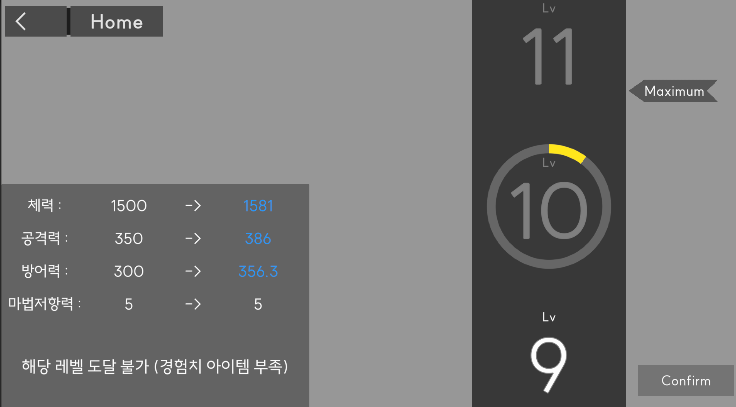 Home
체력 : 1500 -> 1581
공격력 : 350 -> 386
방어력 : 300 -> 356.3
마법저항력 : 5 -> 5
해당 레벨 도달 불가 (경험치 아이템 부족)
Lv
11
Lv
10
Lv
9
Maximum
Confirm